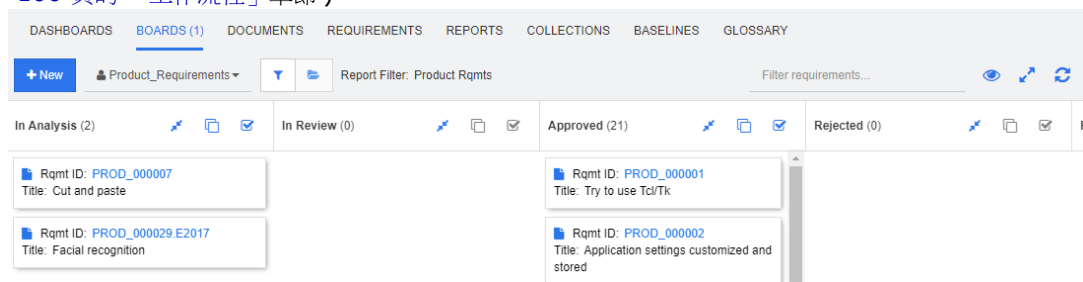 DASHBOARDS BOARDS (1) DOCUMENTS REQUIREMENTS REPORTS COLLECTIONS BASELINES GLOSSARY
New Product_Requirements Report Filter: Product Rqmts Filter requirements...
In Analysis (2) In Review (0) Approved (21) Rejected (0)
Rqmt ID: PROD_000007
Title: Cut and paste
Rqmt ID: PROD_000029.E2017
Title: Facial recognition
Rqmt ID: PROD_000001
Title: Try to use Tcl/Tk
Rqmt ID: PROD_000002
Title: Application settings customized and
stored